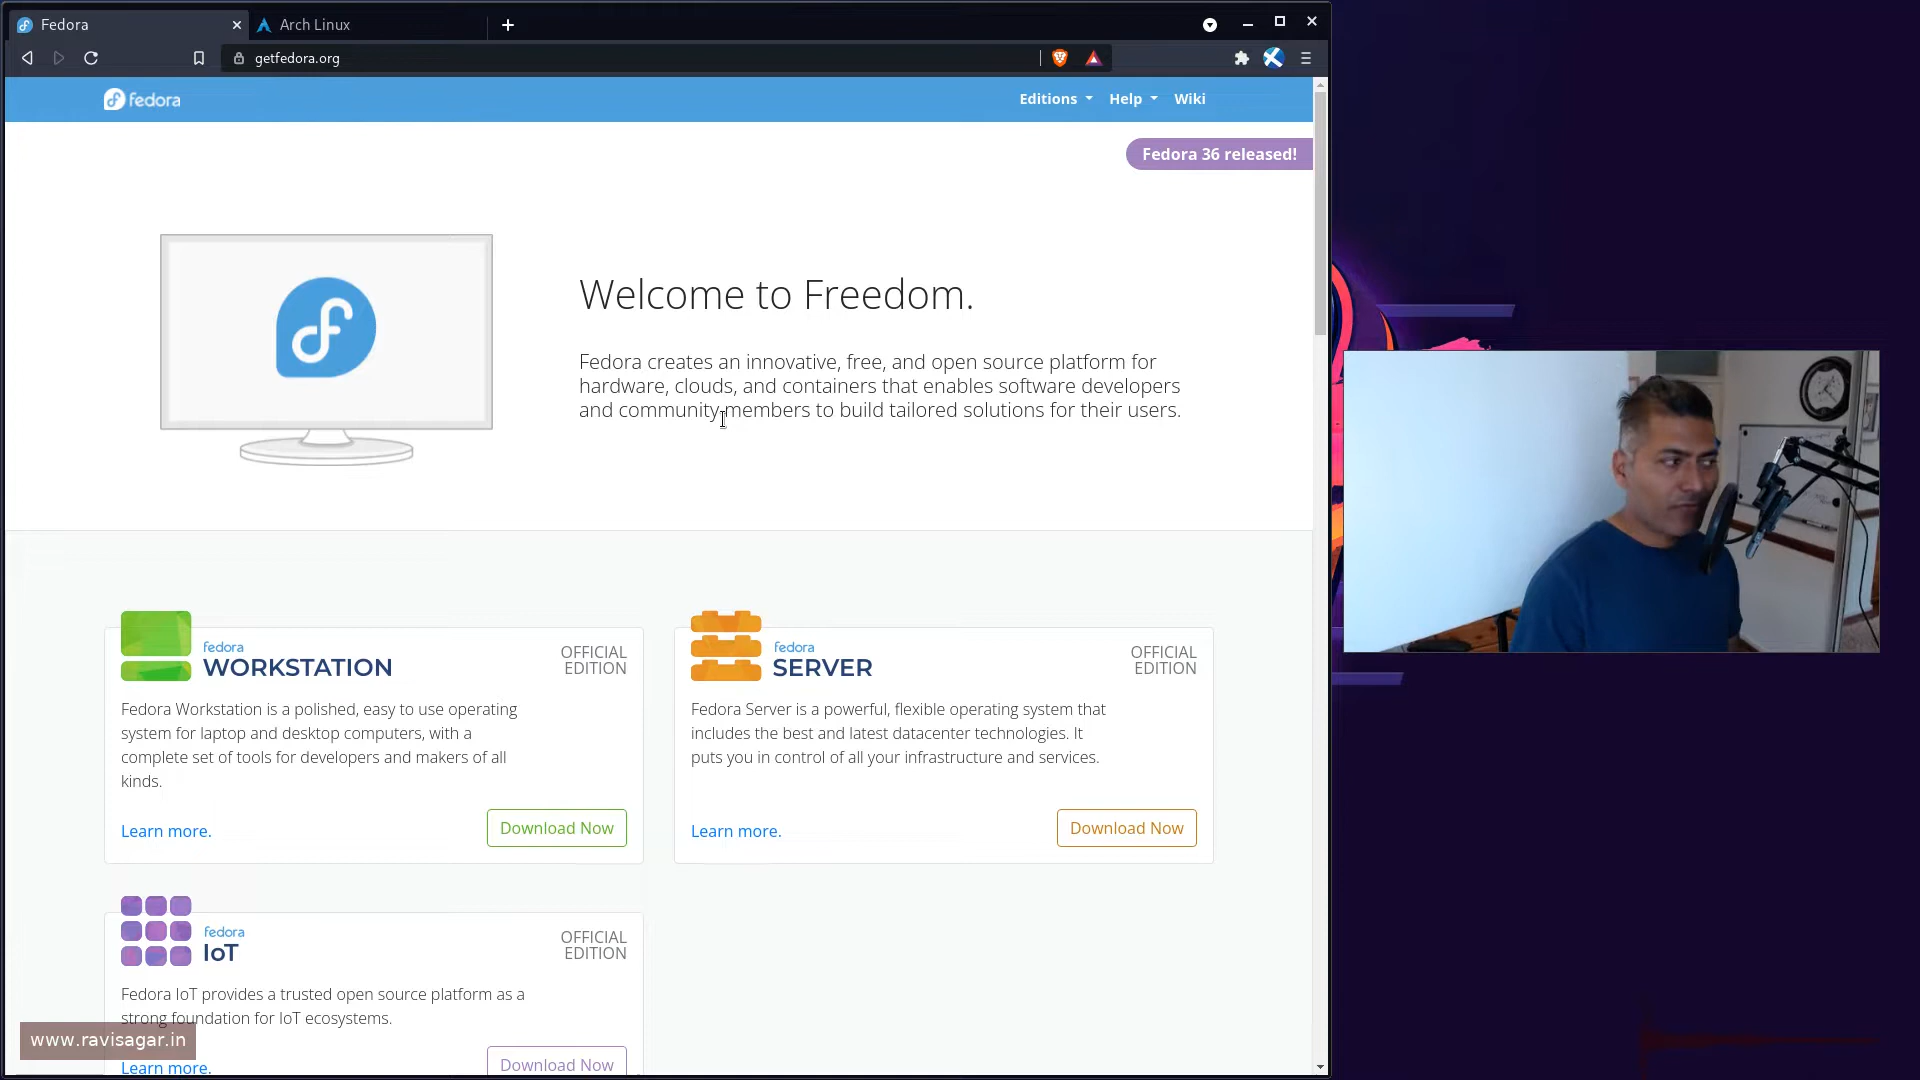 Fedora
Arch Linux
getfedora.org
fedora
Editions
Help
Wiki
Fedora 36 released!
Welcome to Freedom.
Fedora creates an innovative, free, and open source platform for
hardware, clouds, and containers that enables software developers
and community members to build tailored solutions for their users.
fedora
WORKSTATION
OFFICIAL
EDITION
Fedora Workstation is a polished, easy to use operating
system for laptop and desktop computers, with a
complete set of tools for developers and makers of all
kinds.
Learn more.
Download Now
fedora
SERVER
OFFICIAL
EDITION
Fedora Server is a powerful, flexible operating system that
includes the best and latest datacenter technologies. It
puts you in control of all your infrastructure and services.
Learn more.
Download Now
fedora
IoT
OFFICIAL
EDITION
Fedora IoT provides a trusted open source platform as a
strong foundation for IoT ecosystems.
Learn more.
Download Now
www.ravisagar.in